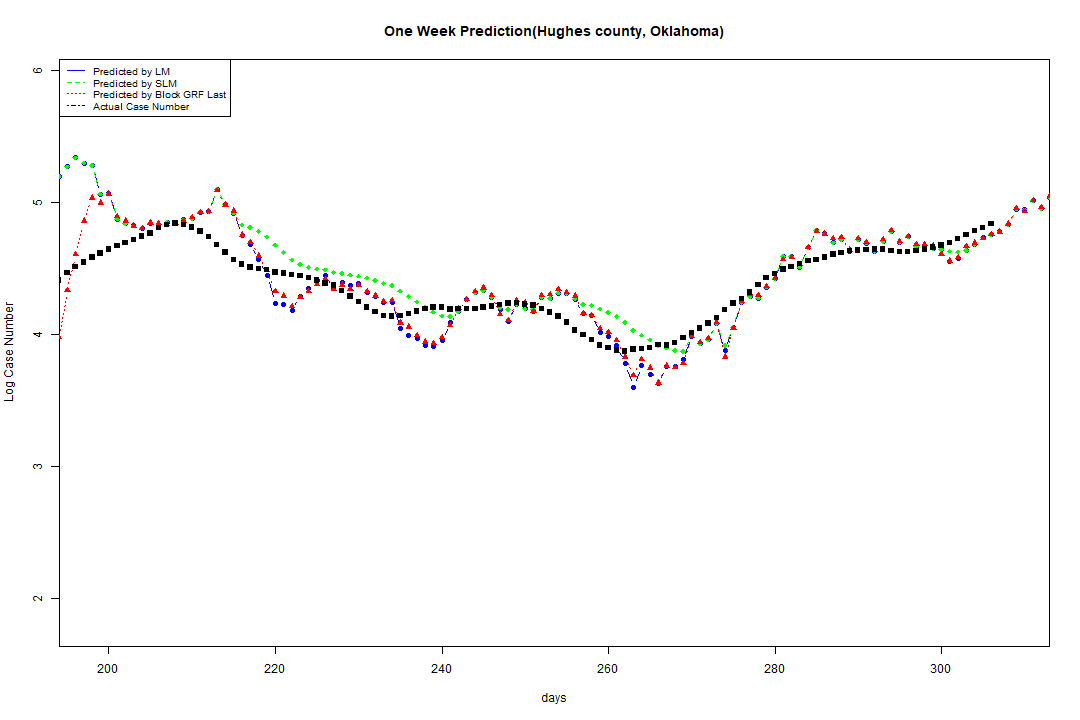 One Week Prediction(Hughes county, Oklahoma)
Predicted by LM
Predicted by SLM
Predicted by Block GRF Last
Actual Case Number
6
5
4
3
2
Log Case Number
200 220 240 260 280 300
days